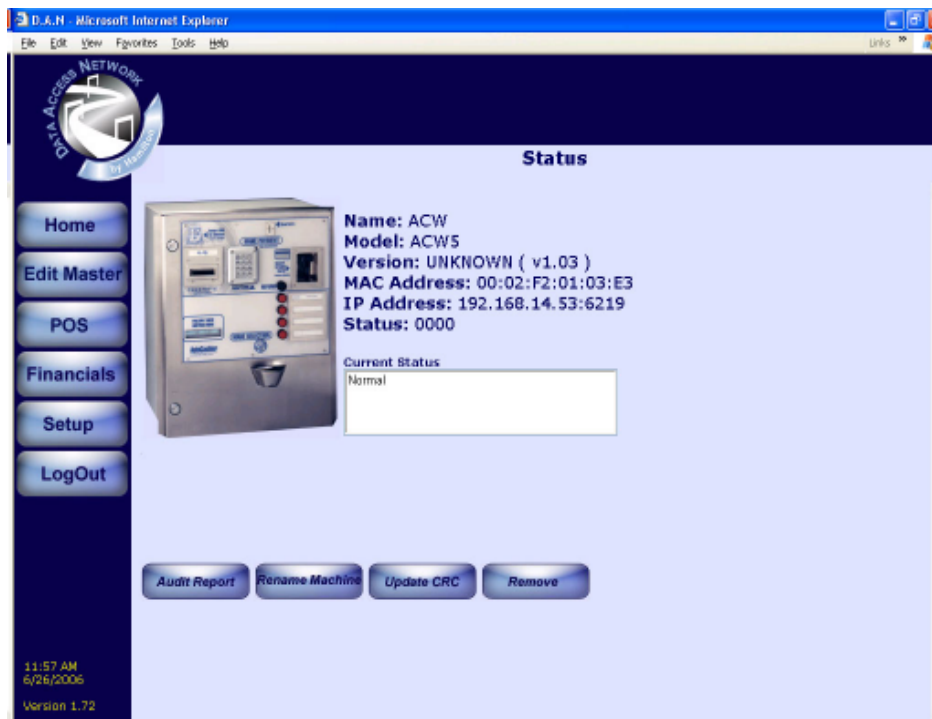 D.A.N - Microsoft Internet Explorer
File Edit View Favorites Tools Help
Links »
DATA ACCESS NETWORK
by Hamilton
Status
Home
Edit Master
POS
Financials
Setup
LogOut
Name: ACW
Model: ACW5
Version: UNKNOWN ( v1.03 )
MAC Address: 00:02:F2:01:03:E3
IP Address: 192.168.14.53:6219
Status: 0000
Current Status
Normal
Audit Report
Rename Machine
Update CRC
Remove
11:57 AM
6/26/2006
Version 1.72